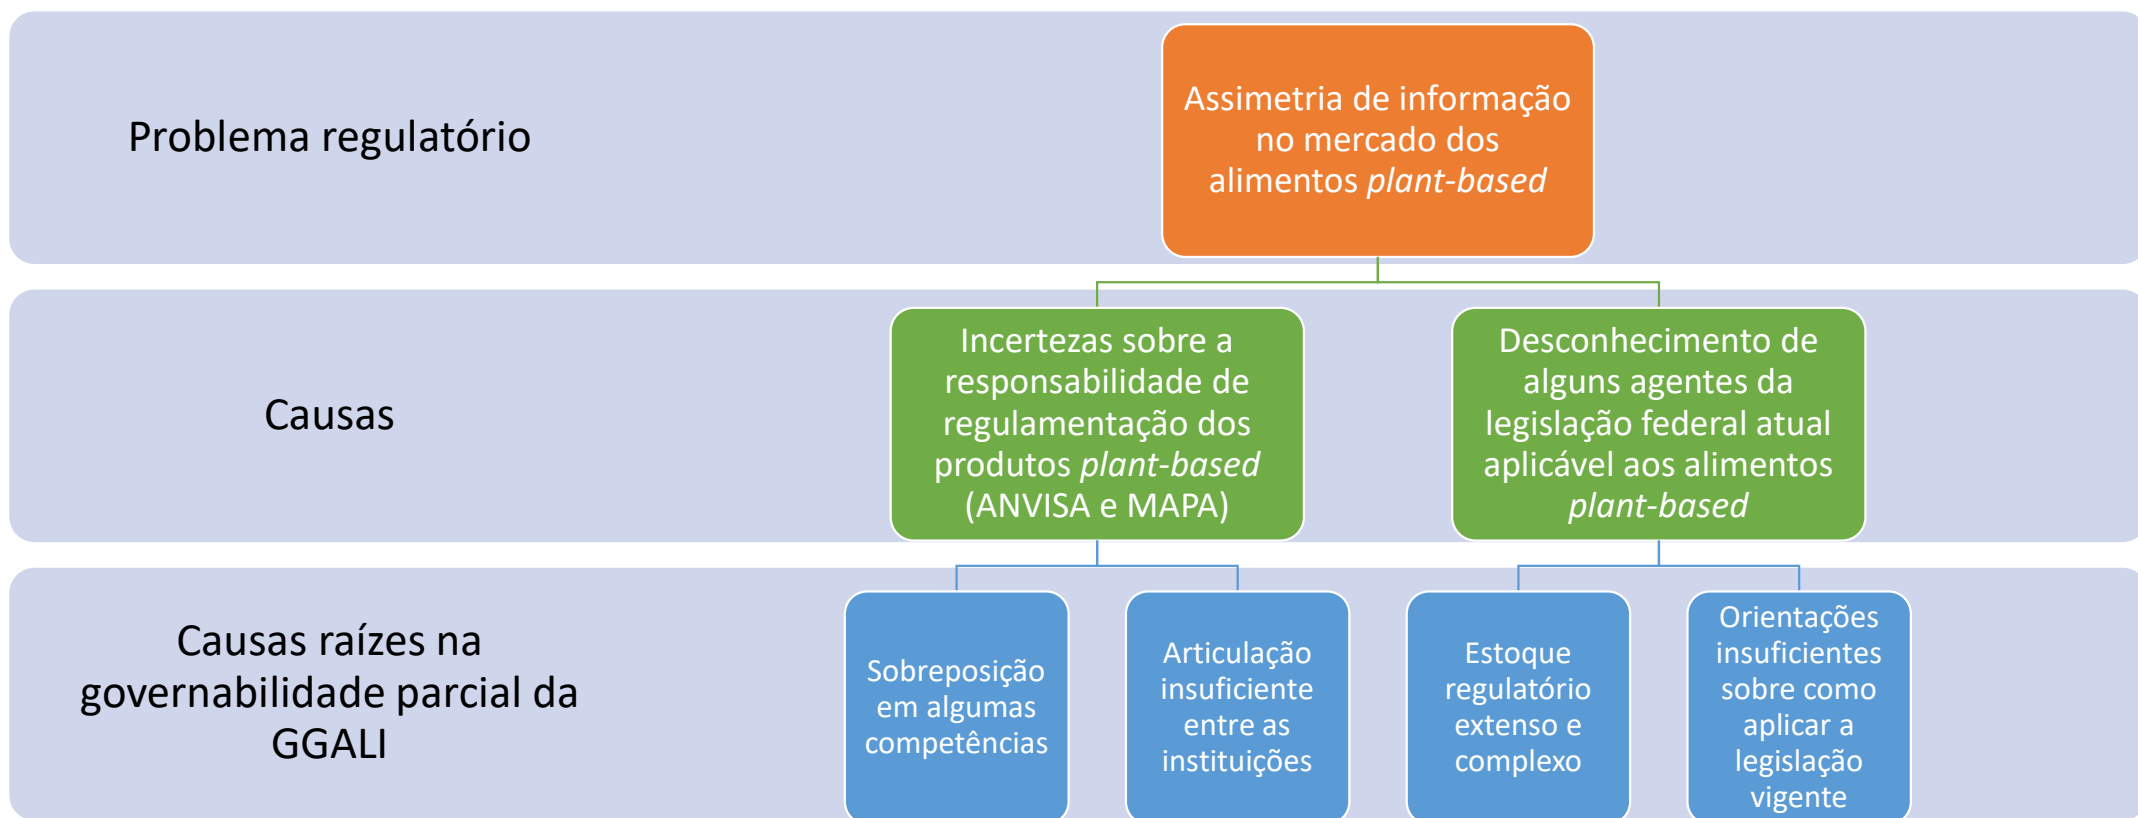 Problema regulatório
Assimetria de informação
no mercado dos
alimentos plant-based
Causas
Incertezas sobre a
responsabilidade de
regulamentação dos
produtos plant-based
(ANVISA e MAPA)
Desconhecimento de
alguns agentes da
legislação federal atual
aplicável aos alimentos
plant-based
Causas raízes na
governabilidade parcial da
GGALI
Sobreposição
em algumas
competências
Articulação
insuficiente
entre as
instituições
Estoque
regulatório
extenso e
complexo
Orientações
insuficientes
sobre como
aplicar a
legislação
vigente